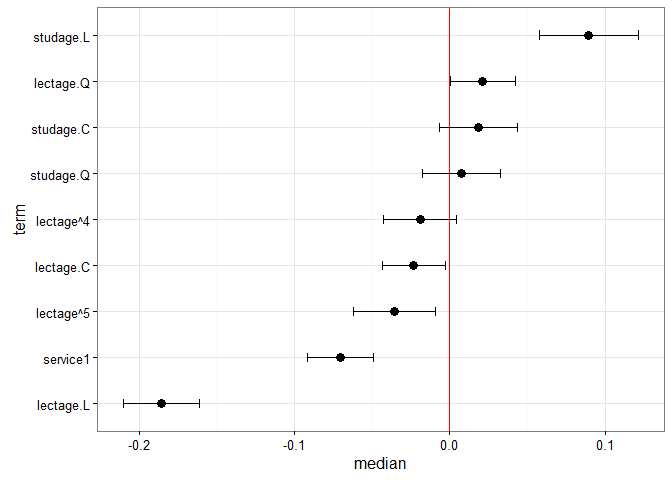 studage.L
lectage.Q
studage.C
studage.Q
lectage^4
lectage.C
lectage^5
service1
lectage.L
term
-0.2 -0.1 0.0 0.1
median